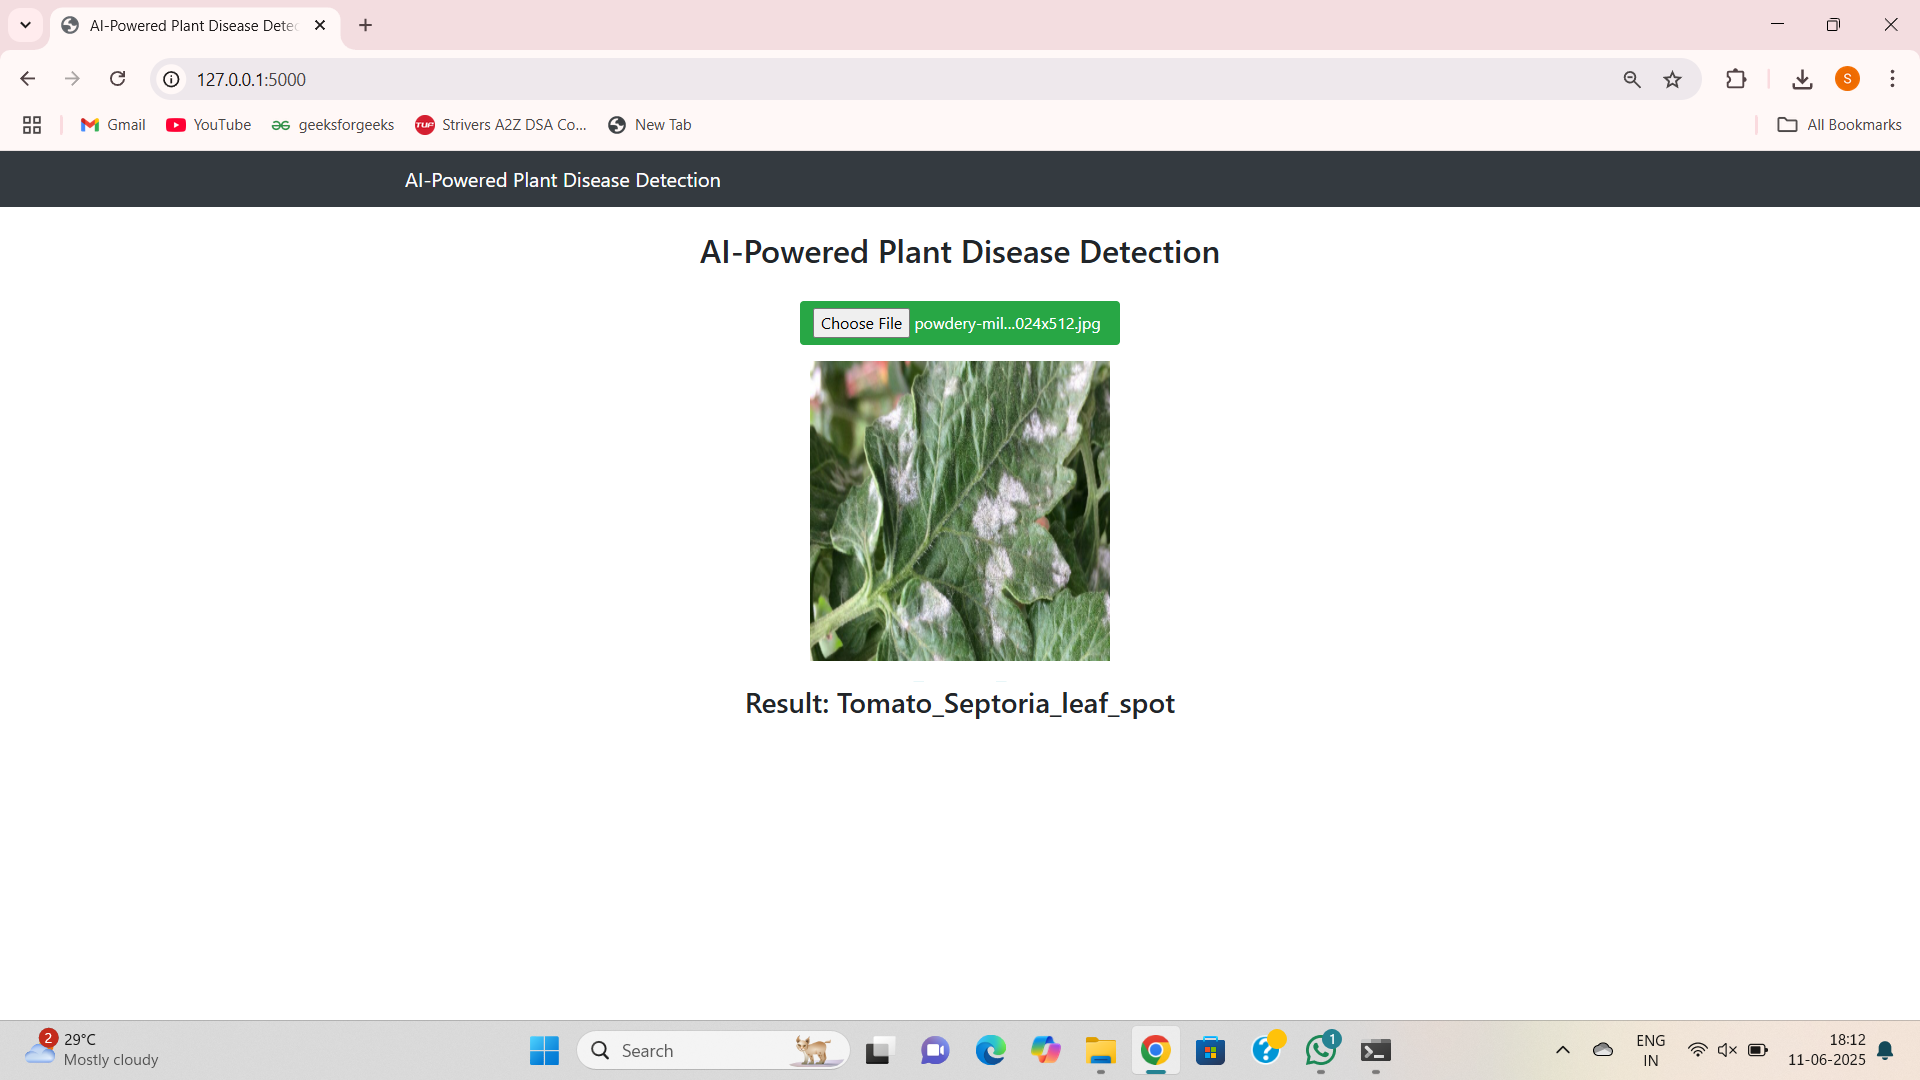 AI-Powered Plant Disease Detec
127.0.0.1:5000
Gmail
YouTube
geeksforgeeks
TUF
Strivers A2Z DSA Co...
New Tab
All Bookmarks
S
AI-Powered Plant Disease Detection
AI-Powered Plant Disease Detection
Choose File powdery-mil...024x512.jpg
Result: Tomato_Septoria_leaf_spot
2
29°C
Mostly cloudy
Search
1
ENG
IN
18:12
11-06-2025